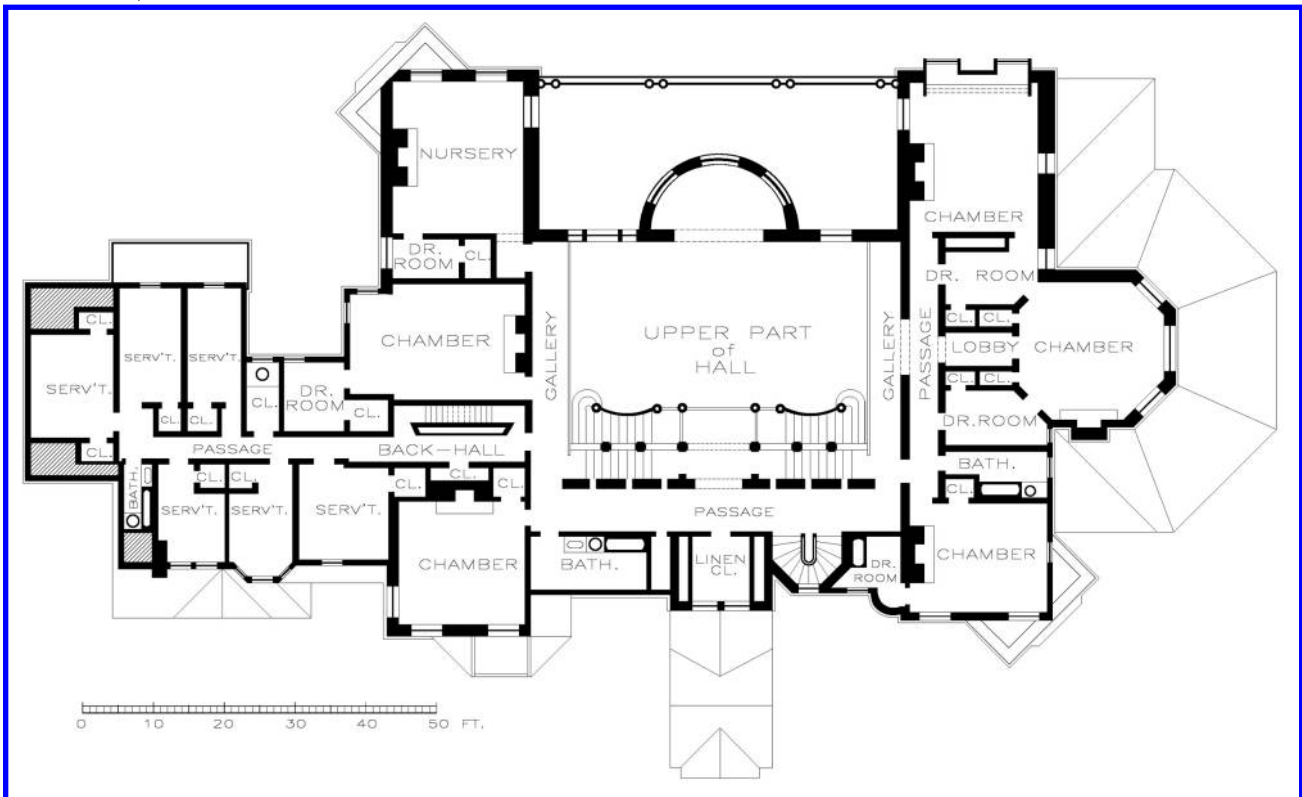 NURSERY
DR.
ROOM
CL.
CHAMBER
DR. ROOM
CL.
CL.
LOBBY
CHAMBER
CL.
CL.
DR. ROOM
GALLERY
UPPER PART
of
HALL
GALLERY
PASSAGE
CHAMBER
CL.
SERV'T.
SERV'T.
SERV'T.
CL.
DR.
ROOM
CL.
CL.
CL.
PASSAGE
BACK-HALL
CL.
BATH.
CL.
CL.
SERV'T.
SERV'T.
SERV'T.
CL.
CL.
CL.
CHAMBER
PASSAGE
BATH.
LINEN
CL.
DR.
ROOM
BATH.
CL.
CHAMBER
0 10 20 30 40 50 FT.